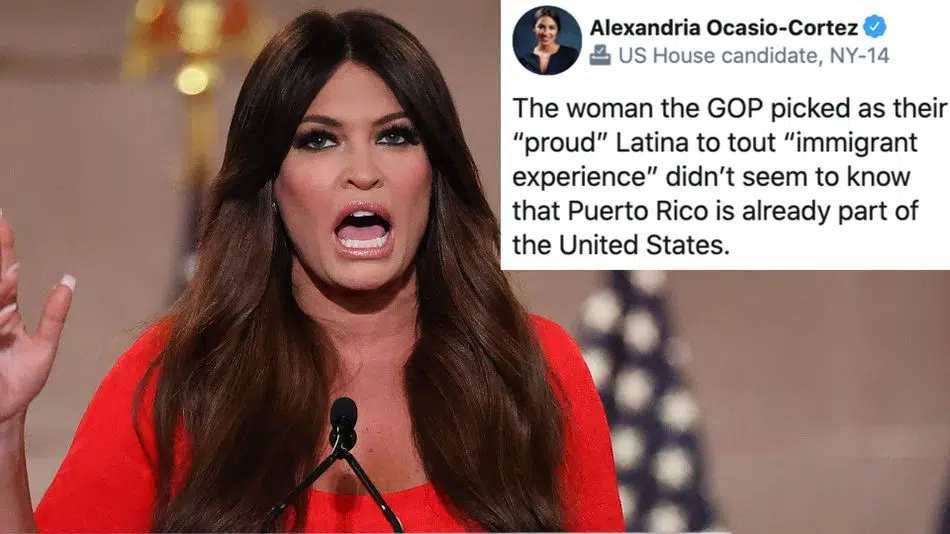 Alexandria Ocasio-Cortez
US House candidate, NY-14
The woman the GOP picked as their
“proud” Latina to tout “immigrant
experience” didn’t seem to know
that Puerto Rico is already part of
the United States.